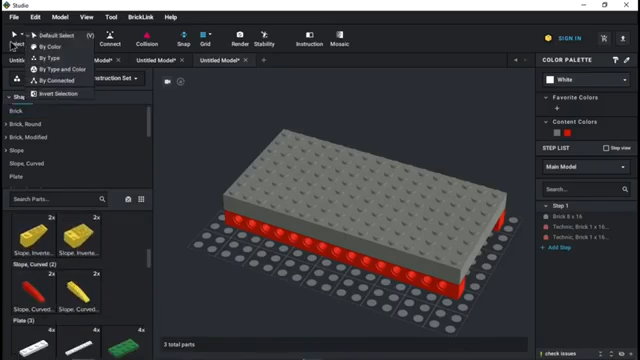 Studio
File Edit Model View Tool BrickLink Help
Select
Default Select (V)
By Color
By Type
By Type and Color
By Connected
Invert Selection
Connect
Collision
Snap
Grid
Render
Stability
Instruction
Mosaic
SIGN IN
Model* ×
Untitled Model* ×
Untitled Model* ×
struction Set
COLOR PALETTE
White
Favorite Colors
+
Content Colors
STEP LIST
Step view
Main Model
Search...
Step 1
Brick 8 x 16
Technic, Brick 1 x 16...
Technic, Brick 1 x 16...
+ Add Step
Brick
Brick, Round
Brick, Modified
Slope
Slope, Curved
Plate
Search Parts...
2x
2x
Slope, Inverte...
Slope, Inverte...
Slope, Curved (2)
2x
2x
Slope, Curved...
Slope, Curved...
Plate (3)
4x
4x
4x
3 total parts
check issues